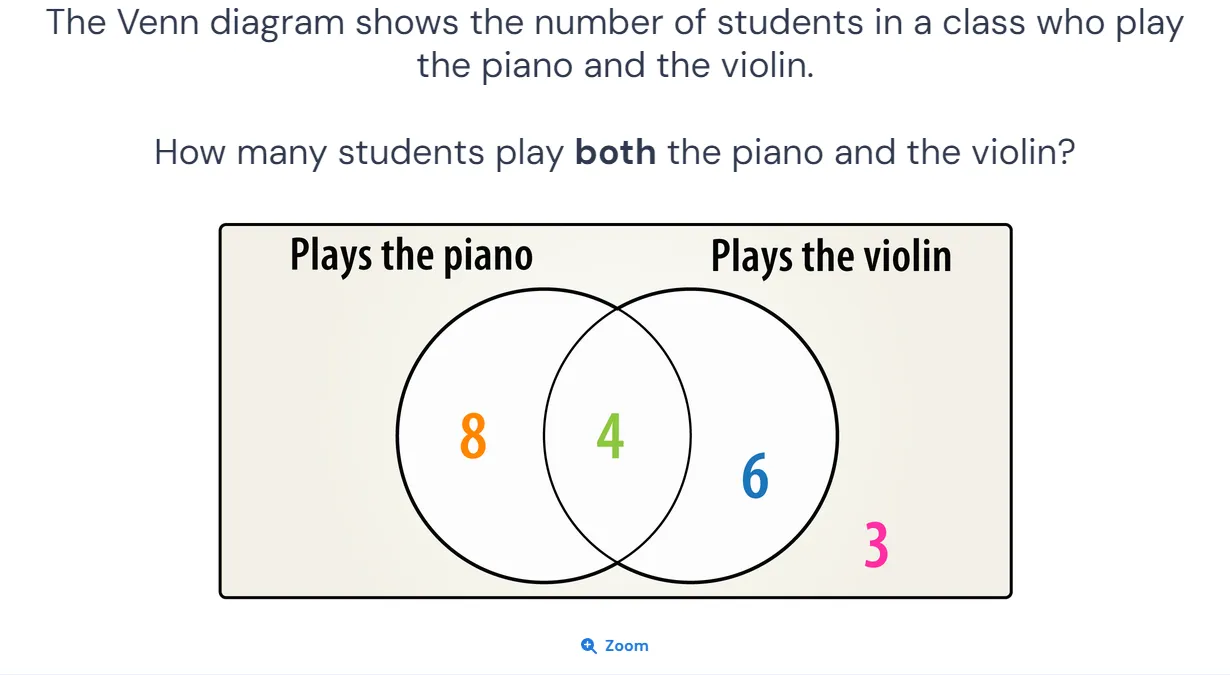 The Venn diagram shows the number of students in a class who play
the piano and the violin.
How many students play both the piano and the violin?
Plays the piano
Plays the violin
8
4
6
3
Zoom